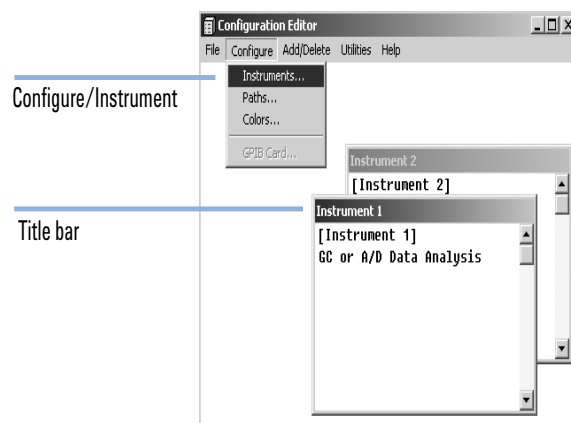 Configuration Editor
File Configure Add/Delete Utilities Help
Instruments...
Paths...
Colors...
GPIB Card...
Configure/Instrument
Instrument 2
[Instrument 2]
Title bar
Instrument 1
[Instrument 1]
GC or A/D Data Analysis